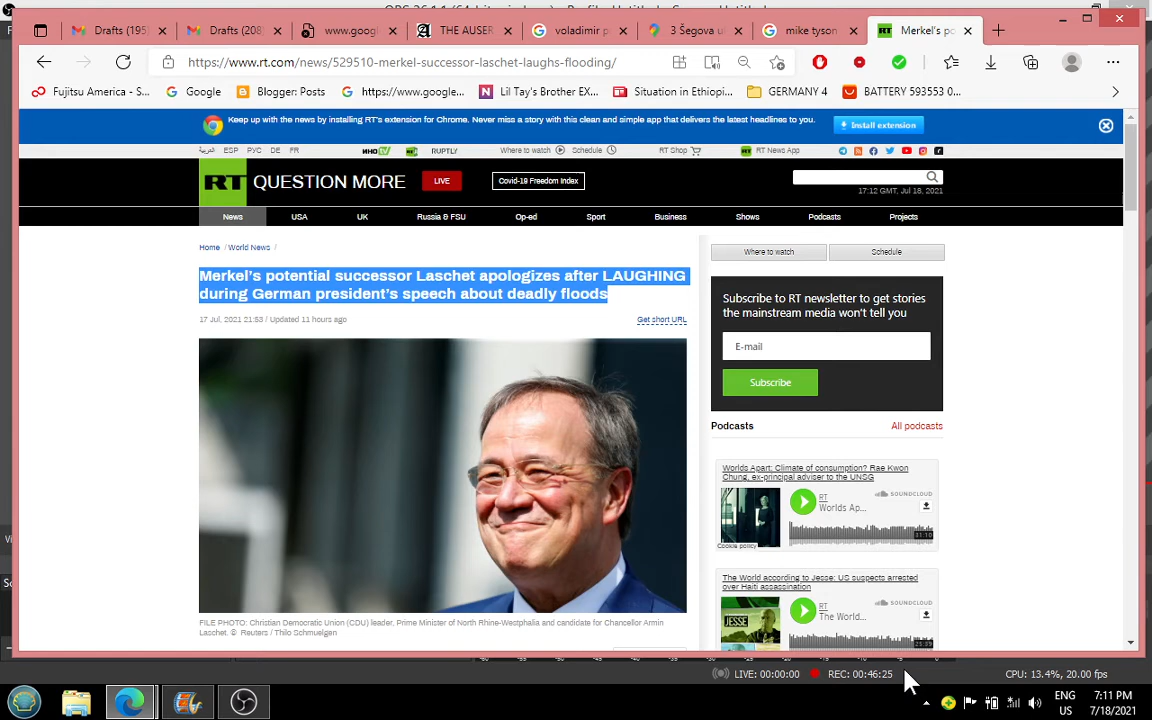 Drafts (195)
Drafts (208)
www.goog
THE AUSER
voladimir p
3 Šegova u
mike tyson
Merkel's po
https://www.rt.com/news/529510-merkel-successor-laschet-laughs-flooding/
Fujitsu America - S...
Google
Blogger: Posts
https://www.google...
Lil Tay's Brother EX...
Situation in Ethiopi...
GERMANY 4
BATTERY 593553 0...
Keep up with the news by installing RT's extension for Chrome. Never miss a story with this clean and simple app that delivers the latest headlines to you.
Install extension
العربية ESP РУС DE FR
ИНО TV
RUPTLY
Where to watch
Schedule
RT Shop
RT News App
RT QUESTION MORE
LIVE
Covid-19 Freedom Index
17:12 GMT, Jul 18, 2021
News
USA
UK
Russia & FSU
Op-ed
Sport
Business
Shows
Podcasts
Projects
Home / World News /
Merkel's potential successor Laschet apologizes after LAUGHING
during German president's speech about deadly floods
17 Jul, 2021 21:53 / Updated 11 hours ago
Get short URL
FILE PHOTO: Christian Democratic Union (CDU) leader, Prime Minister of North Rhine-Westphalia and candidate for Chancellor Armin
Laschet. © Reuters / Thilo Schmuelgen
Where to watch
Schedule
Subscribe to RT newsletter to get stories
the mainstream media won't tell you
E-mail
Subscribe
Podcasts
All podcasts
Worlds Apart: Climate of consumption? Rae Kwon
Chung, ex-principal adviser to the UNSG
SOUNDCLOUD
RT
Worlds Ap...
Cookie policy
The World according to Jesse: US suspects arrested
over Haiti assassination
SOUNDCLOUD
RT
The World...
JESSE
LIVE: 00:00:00
REC: 00:46:25
CPU: 13.4%, 20.00 fps
ENG
US
7:11 PM
7/18/2021